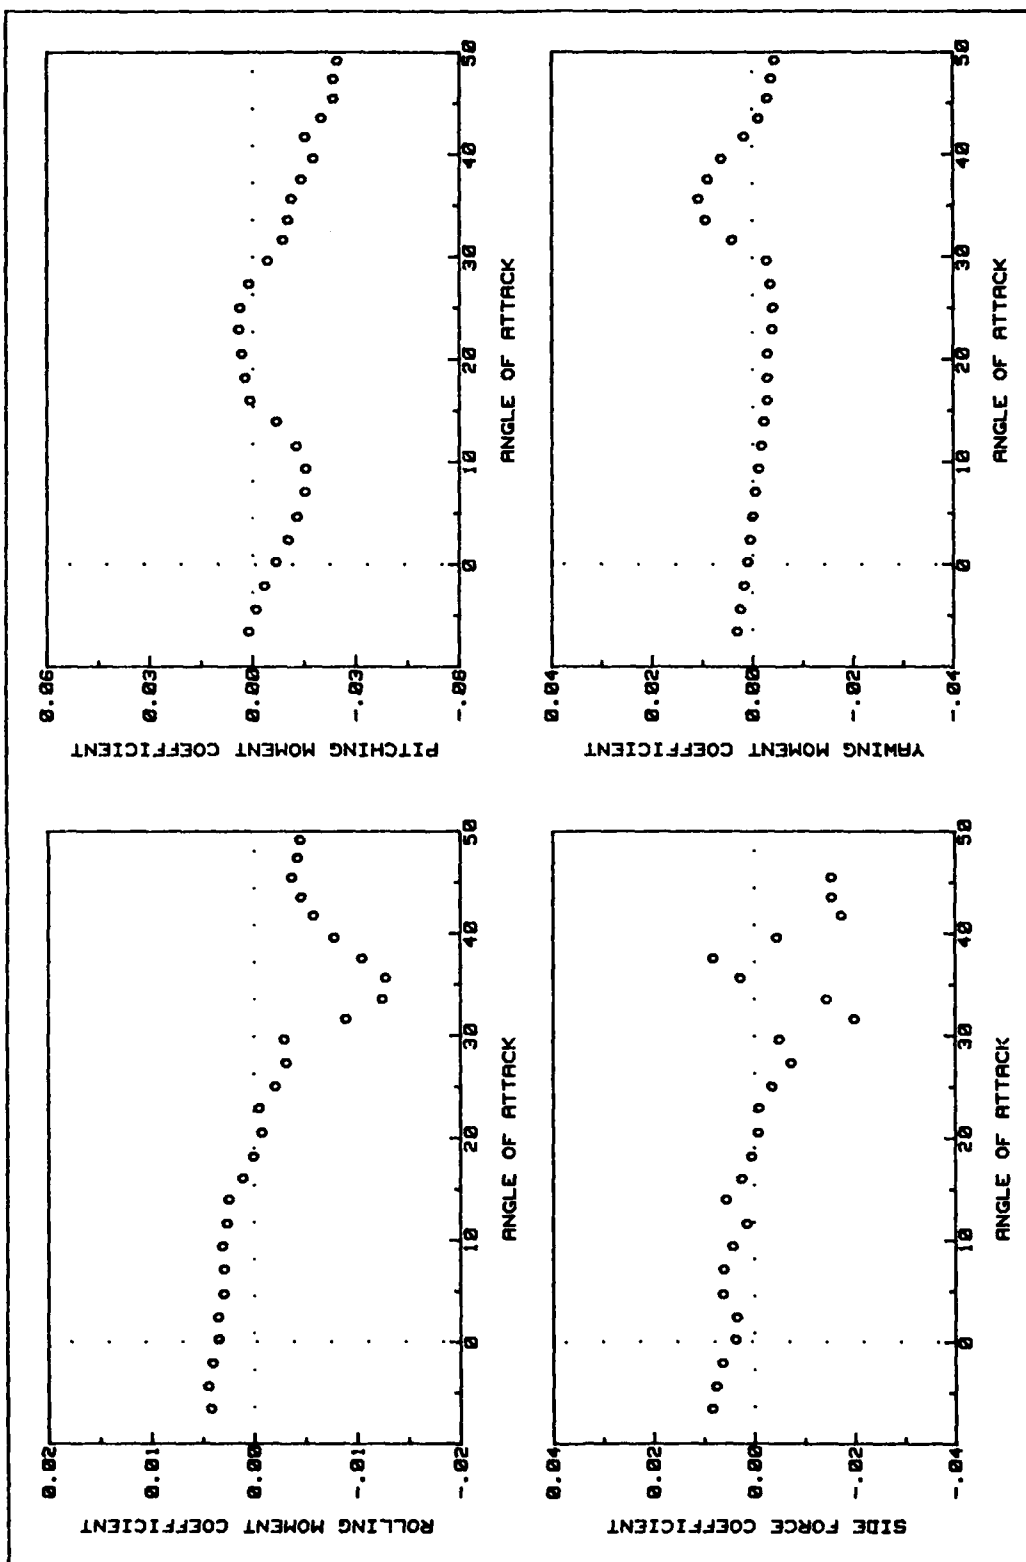 ROLLING MOMENT COEFFICIENT
0.02
0.01
0.00
-.01
-.02
0 10 20 30 40 50
ANGLE OF ATTACK
PITCHING MOMENT COEFFICIENT
0.06
0.03
0.00
-.03
-.06
0 10 20 30 40 50
ANGLE OF ATTACK
SIDE FORCE COEFFICIENT
0.04
0.02
0.00
-.02
-.04
0 10 20 30 40 50
ANGLE OF ATTACK
YAWING MOMENT COEFFICIENT
0.04
0.02
0.00
-.02
-.04
0 10 20 30 40 50
ANGLE OF ATTACK